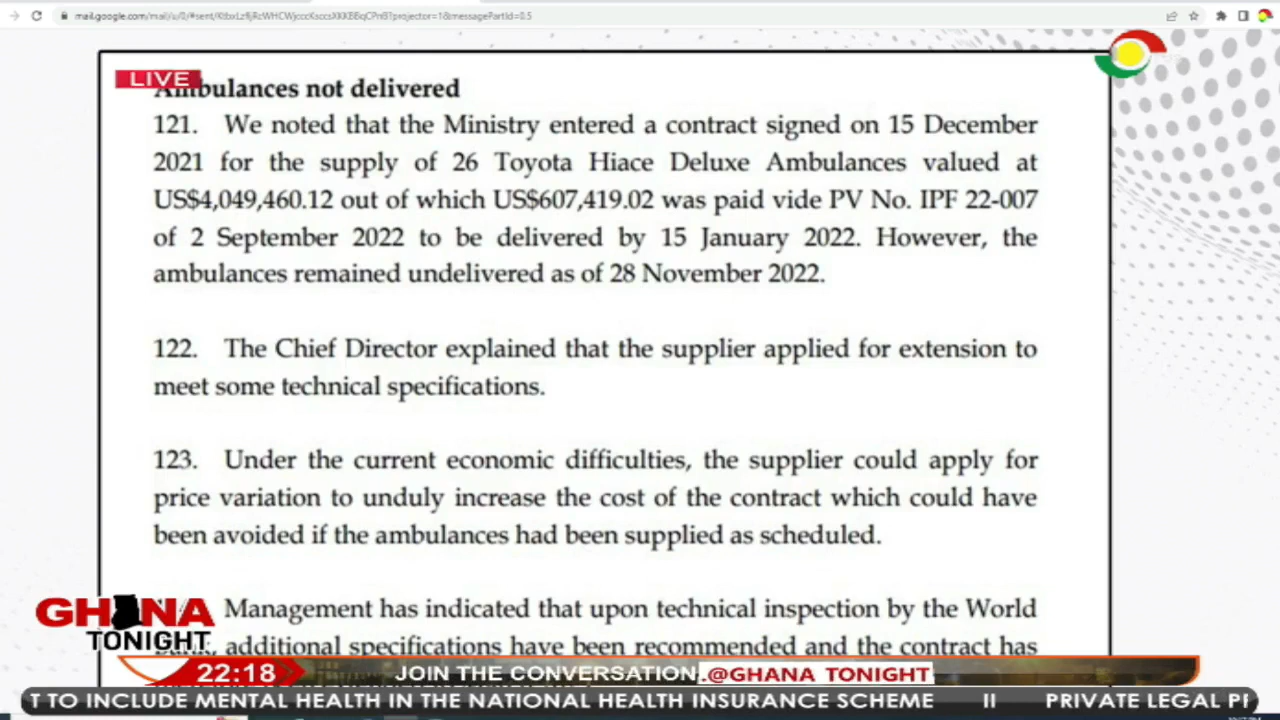 mail.google.com/mail/u/0/#sent/
LIVE
Ambulances not delivered
121. We noted that the Ministry entered a contract signed on 15 December
2021 for the supply of 26 Toyota Hiace Deluxe Ambulances valued at
US$4,049,460.12 out of which US$607,419.02 was paid vide PV No. IPF 22-007
of 2 September 2022 to be delivered by 15 January 2022. However, the
ambulances remained undelivered as of 28 November 2022.
122. The Chief Director explained that the supplier applied for extension to
meet some technical specifications.
123. Under the current economic difficulties, the supplier could apply for
price variation to unduly increase the cost of the contract which could have
been avoided if the ambulances had been supplied as scheduled.
Management has indicated that upon technical inspection by the World
additional specifications have been recommended and the contract has
GHANA
TONIGHT
22:18
JOIN THE CONVERSATION.@GHANA TONIGHT
T TO INCLUDE MENTAL HEALTH IN THE NATIONAL HEALTH INSURANCE SCHEME II PRIVATE LEGAL